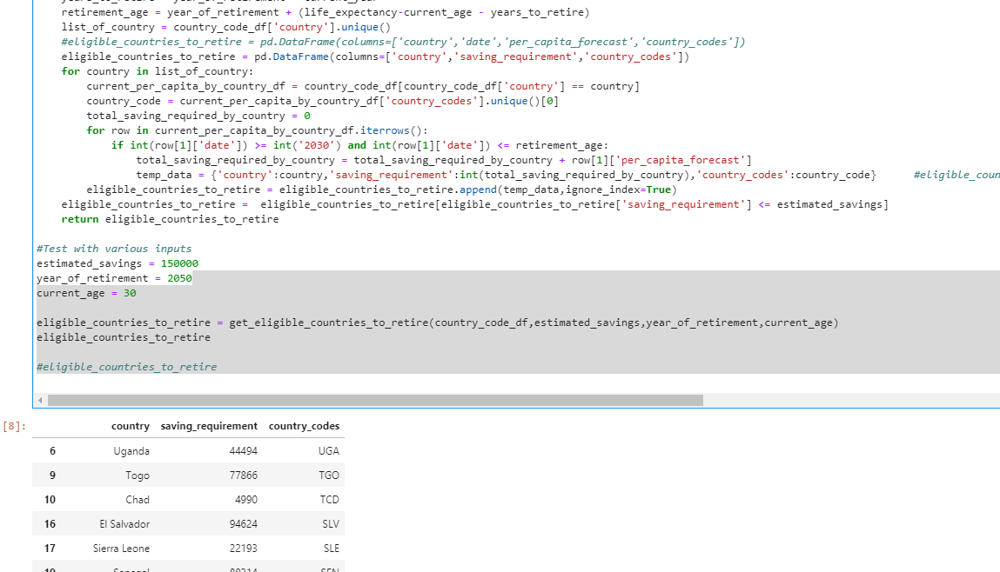 retirement_age = year_of_retirement + (life_expectancy-current_age - years_to_retire)
list_of_country = country_code_df['country'].unique()
#eligible_countries_to_retire = pd.DataFrame(columns=['country','date','per_capita_forecast','country_codes'])
eligible_countries_to_retire = pd.DataFrame(columns=['country','saving_requirement','country_codes'])
for country in list_of_country:
current_per_capita_by_country_df = country_code_df[country_code_df['country'] == country]
country_code = current_per_capita_by_country_df['country_codes'].unique()[0]
total_saving_required_by_country = 0
for row in current_per_capita_by_country_df.iterrows():
if int(row[1]['date']) >= int('2030') and int(row[1]['date']) <= retirement_age:
total_saving_required_by_country = total_saving_required_by_country + row[1]['per_capita_forecast']
temp_data = {'country':country,'saving_requirement':int(total_saving_required_by_country),'country_codes':country_code} #eligible_coun
eligible_countries_to_retire = eligible_countries_to_retire.append(temp_data,ignore_index=True)
eligible_countries_to_retire =  eligible_countries_to_retire[eligible_countries_to_retire['saving_requirement'] <= estimated_savings]
return eligible_countries_to_retire
#Test with various inputs
estimated_savings = 150000
year_of_retirement = 2050
current_age = 30
eligible_countries_to_retire = get_eligible_countries_to_retire(country_code_df,estimated_savings,year_of_retirement,current_age)
eligible_countries_to_retire
#eligible_countries_to_retire
[8]:
country saving_requirement country_codes
6 Uganda 44494 UGA
9 Togo 77866 TGO
10 Chad 4990 TCD
16 El Salvador 94624 SLV
17 Sierra Leone 22193 SLE